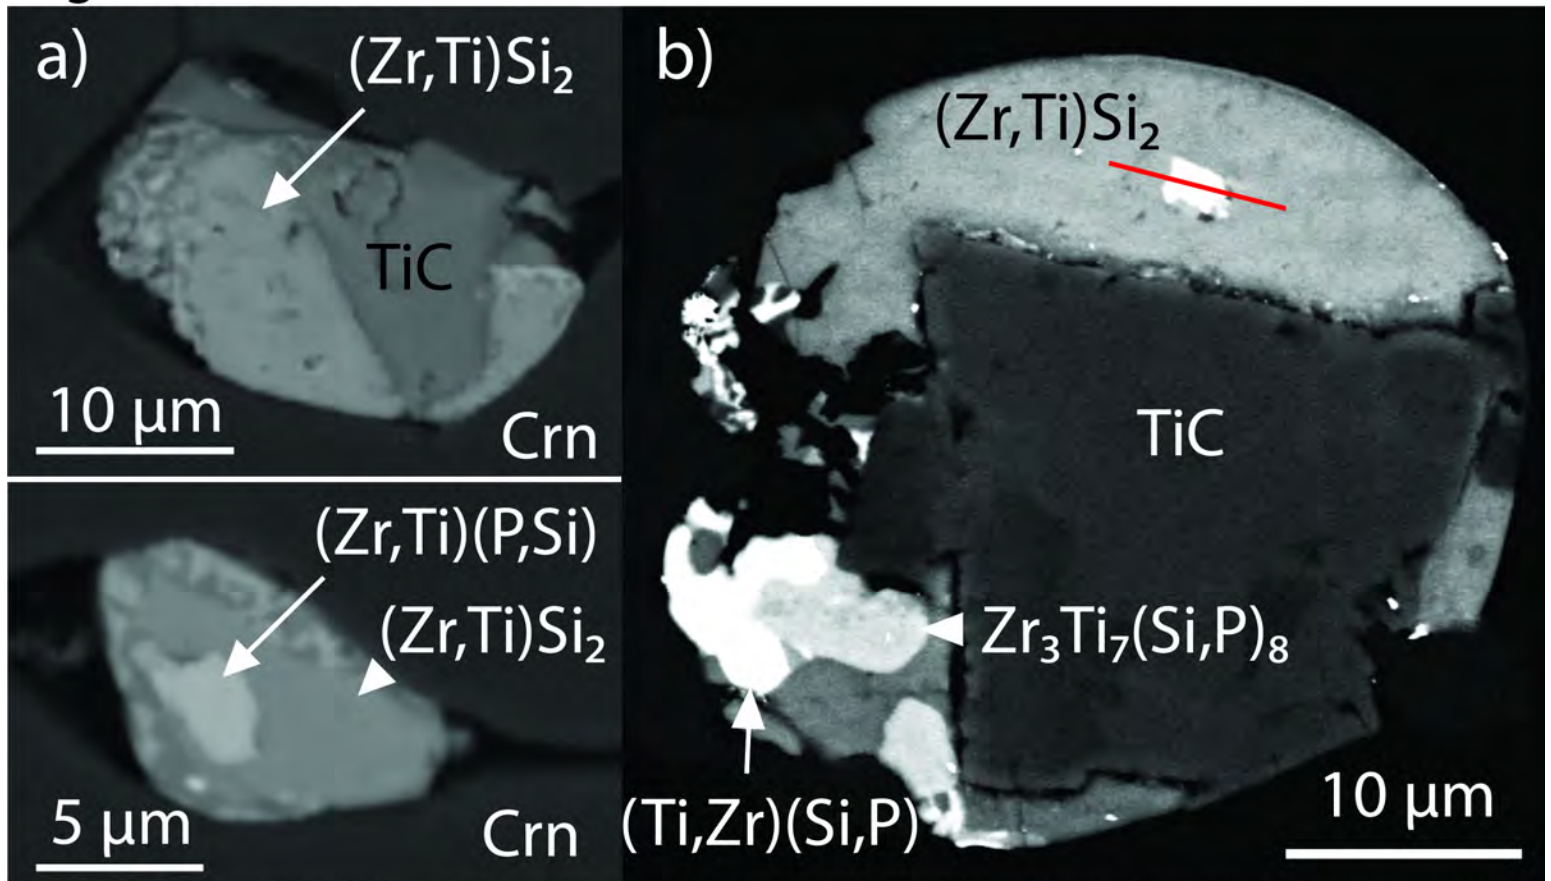 a)
(Zr,Ti)Si₂
TiC
10 µm
Crn
(Zr,Ti)(P,Si)
(Zr,Ti)Si₂
5 µm
Crn
b)
(Zr,Ti)Si₂
TiC
Zr₃Ti₇(Si,P)₈
(Ti,Zr)(Si,P)
10 µm